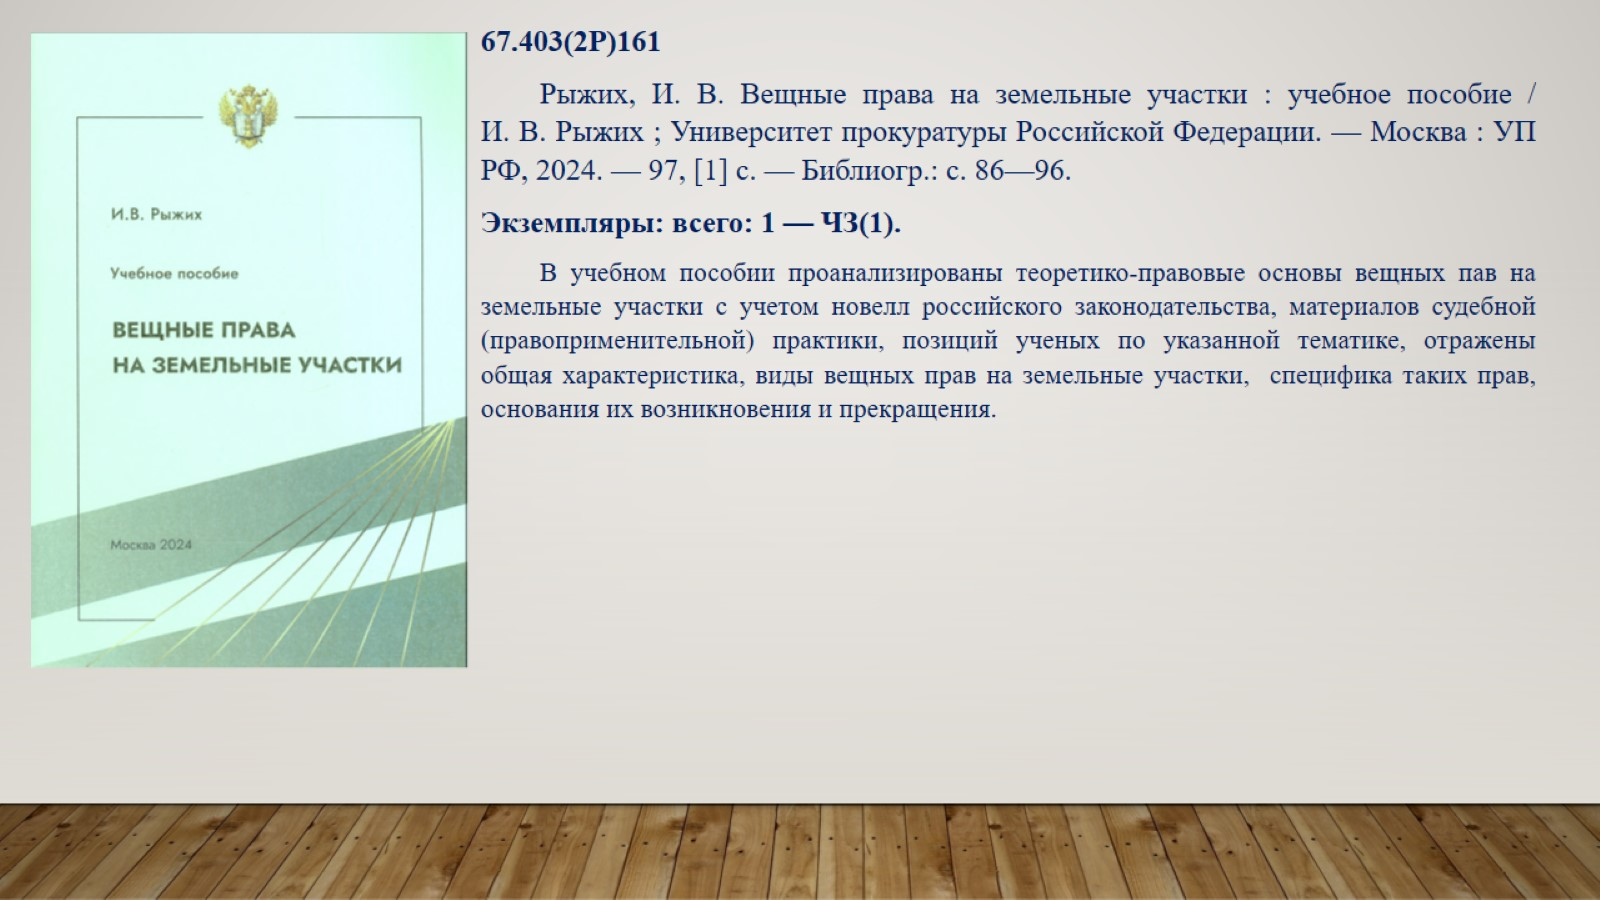 И.В. Рыжих
Учебное пособие
ВЕЩНЫЕ ПРАВА
НА ЗЕМЕЛЬНЫЕ УЧАСТКИ
Москва 2024
67.403(2Р)161
Рыжих, И. В. Вещные права на земельные участки : учебное пособие /
И. В. Рыжих ; Университет прокуратуры Российской Федерации. — Москва : УП
РФ, 2024. — 97, [1] с. — Библиогр.: с. 86—96.
Экземпляры: всего: 1 — ЧЗ(1).
В учебном пособии проанализированы теоретико-правовые основы вещных пав на
земельные участки с учетом новелл российского законодательства, материалов судебной
(правоприменительной) практики, позиций ученых по указанной тематике, отражены
общая характеристика, виды вещных прав на земельные участки, специфика таких прав,
основания их возникновения и прекращения.